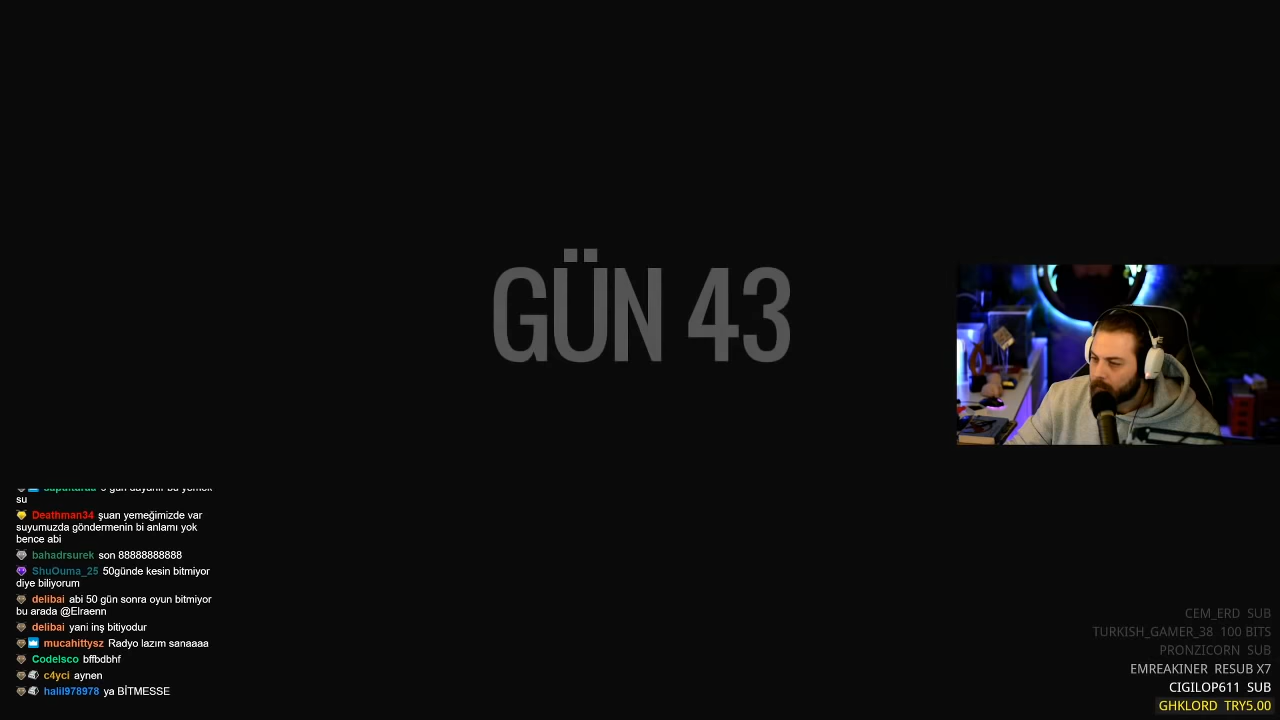 GÜN 43
su
Deathman34 şuan yemeğimizde var
suyumuzda göndermenin bi anlamı yok
bence abi
bahadrsurek son 88888888888
ShuOuma_25 50günde kesin bitmiyor
diye biliyorum
delibai abi 50 gün sonra oyun bitmiyor
bu arada @Elraenn
delibai yani inş bitiyodur
mucahittysz Radyo lazım sanaaaa
Codelsco bffbdbhf
c4yci aynen
halil978978 ya BİTMESSE
CEM_ERD SUB
TURKISH_GAMER_38 100 BITS
PRONZICORN SUB
EMREAKINER RESUB X7
CIGILOP611 SUB
GHKLORD TRY5,00